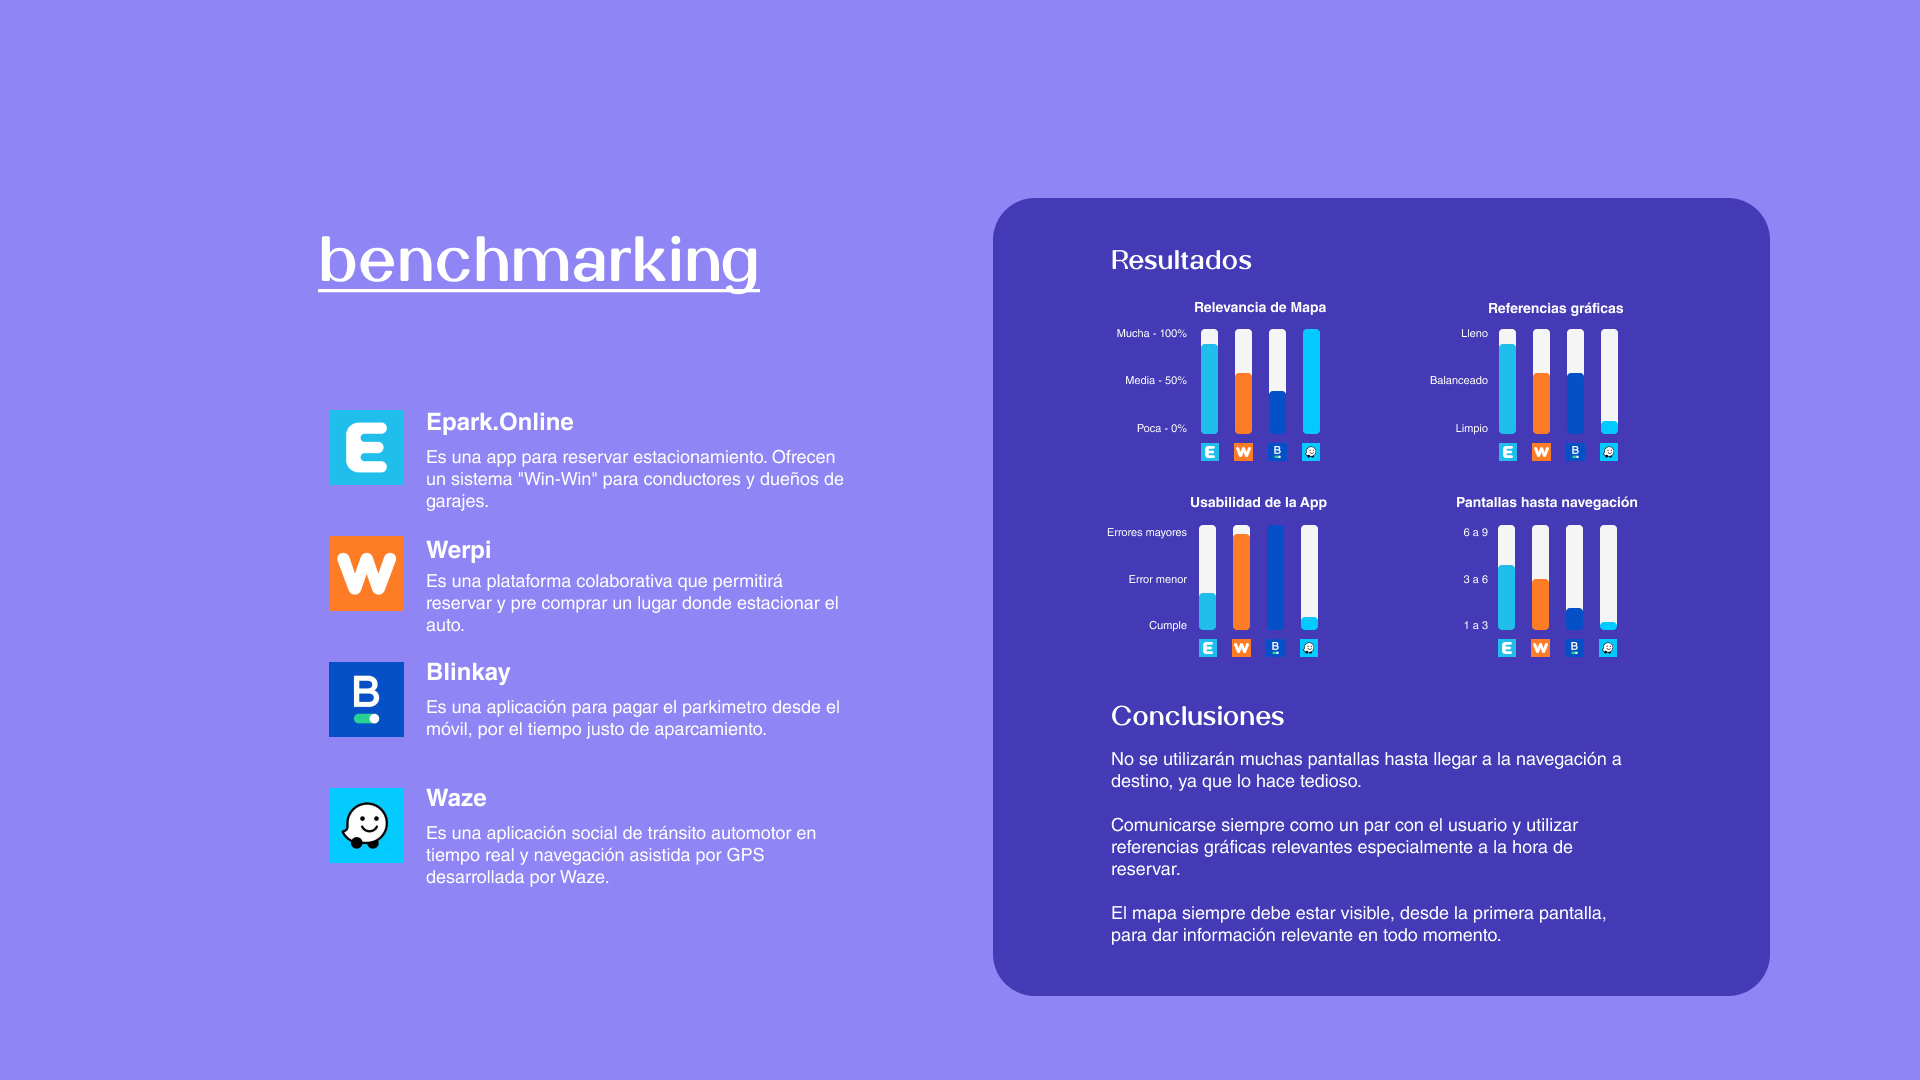 benchmarking
E
Epark.Online
Es una app para reservar estacionamiento. Ofrecen
un sistema "Win-Win" para conductores y dueños de
garajes.
W
Werpi
Es una plataforma colaborativa que permitirá
reservar y pre comprar un lugar donde estacionar el
auto.
B
Blinkay
Es una aplicación para pagar el parkimetro desde el
móvil, por el tiempo justo de aparcamiento.
Waze
Es una aplicación social de tránsito automotor en
tiempo real y navegación asistida por GPS
desarrollada por Waze.
Resultados
Relevancia de Mapa
Mucha - 100%
Media - 50%
Poca - 0%
E W B
Referencias gráficas
Lleno
Balanceado
Limpio
E W B
Usabilidad de la App
Errores mayores
Error menor
Cumple
E W B
Pantallas hasta navegación
6 a 9
3 a 6
1 a 3
E W B
Conclusiones
No se utilizarán muchas pantallas hasta llegar a la navegación a
destino, ya que lo hace tedioso.
Comunicarse siempre como un par con el usuario y utilizar
referencias gráficas relevantes especialmente a la hora de
reservar.
El mapa siempre debe estar visible, desde la primera pantalla,
para dar información relevante en todo momento.